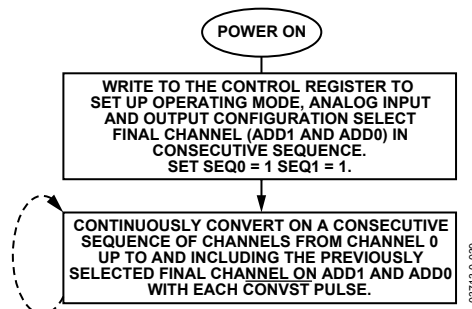 POWER ON
WRITE TO THE CONTROL REGISTER TO
SET UP OPERATING MODE, ANALOG INPUT
AND OUTPUT CONFIGURATION SELECT
FINAL CHANNEL (ADD1 AND ADD0) IN
CONSECUTIVE SEQUENCE.
SET SEQ0 = 1 SEQ1 = 1.
CONTINUOUSLY CONVERT ON A CONSECUTIVE
SEQUENCE OF CHANNELS FROM CHANNEL 0
UP TO AND INCLUDING THE PREVIOUSLY
SELECTED FINAL CHANNEL ON ADD1 AND ADD0
WITH EACH CONVST PULSE.